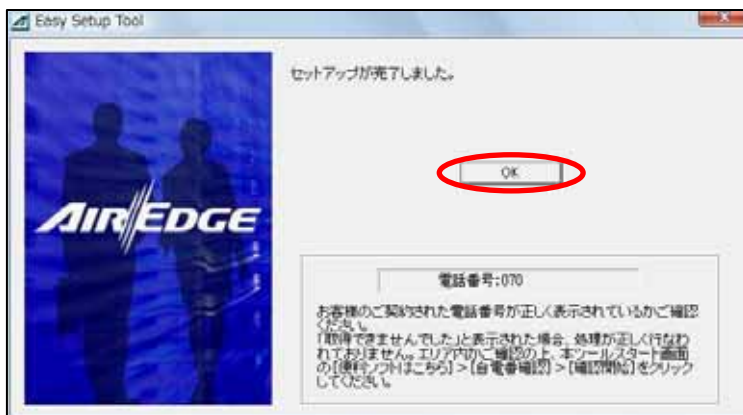 Easy Setup Tool
セットアップが完了しました。
OK
AIR EDGE
電話番号:070
お客様のご契約された電話番号が正しく表示されているかご確認
ください。
「取得できませんでした」と表示された場合、処理が正しく行なわ
れておりません。エリア内かご確認の上、本ツールスタート画面
の[便利ソフトはこちら]>[自電番確認]>[確認開始]をクリック
してください。